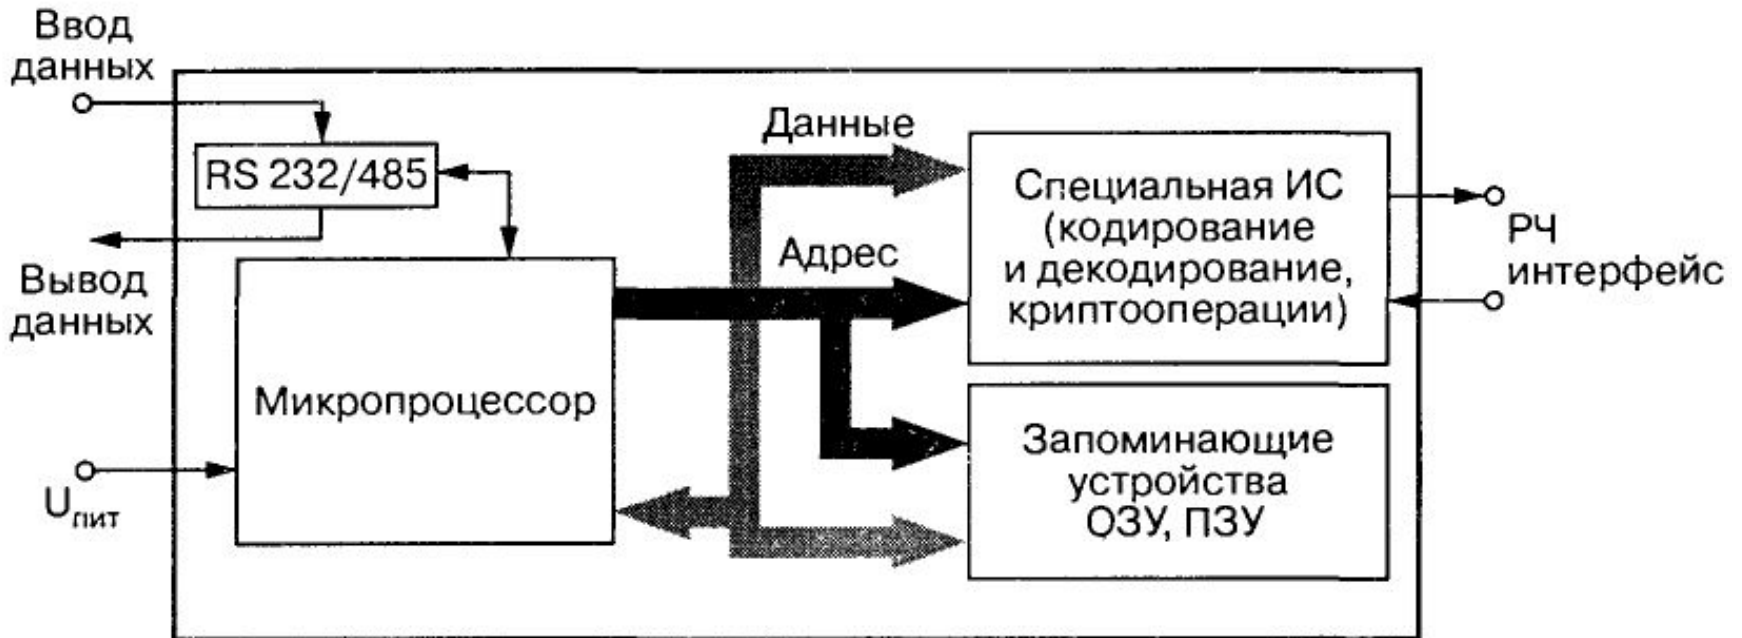 Ввод
данных
RS 232/485
Вывод
данных
Микропроцессор
Uпит
Данные
Адрес
Специальная ИС
(кодирование
и декодирование,
криптооперации)
РЧ
интерфейс
Запоминающие
устройства
ОЗУ, ПЗУ